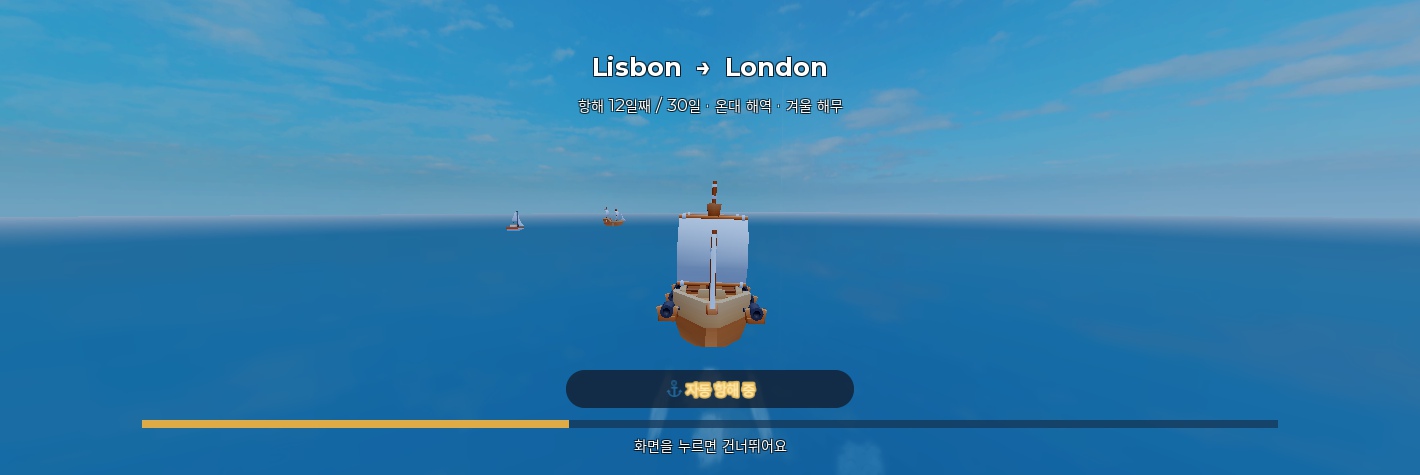 Lisbon → London
항해 12일째 / 30일 · 온대 해역 · 겨울 해무
⚓ 자동 항해 중
화면을 누르면 건너뛰어요